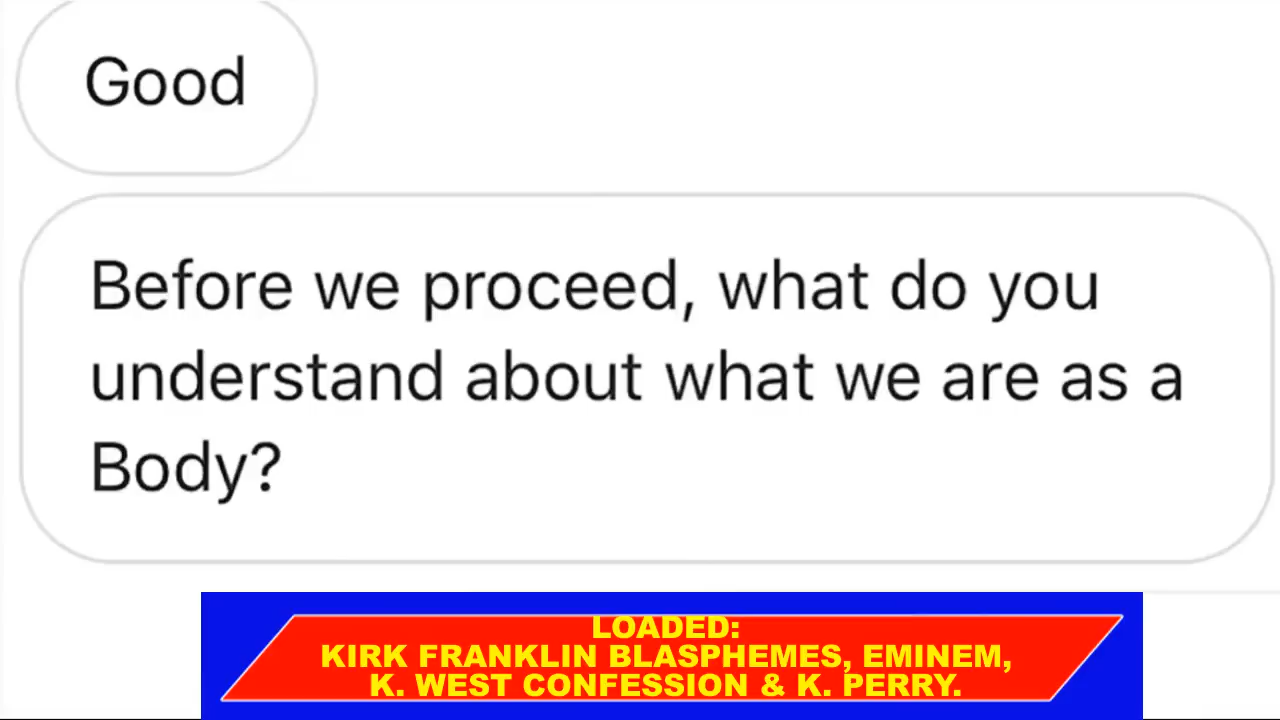 Good
Before we proceed, what do you
understand about what we are as a
Body?
LOADED:
KIRK FRANKLIN BLASPHEMES, EMINEM,
K. WEST CONFESSION & K. PERRY.